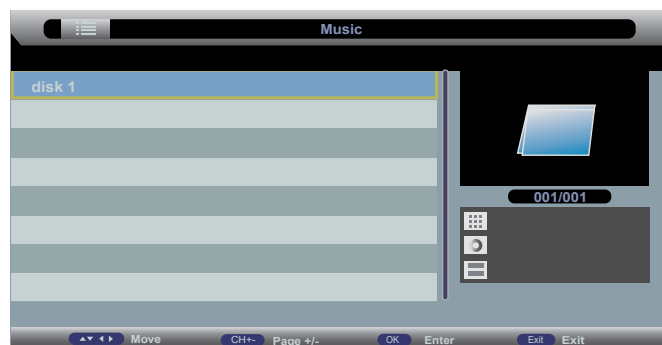 Music
disk 1
001/001
Move CH+- Page +/- OK Enter Exit Exit